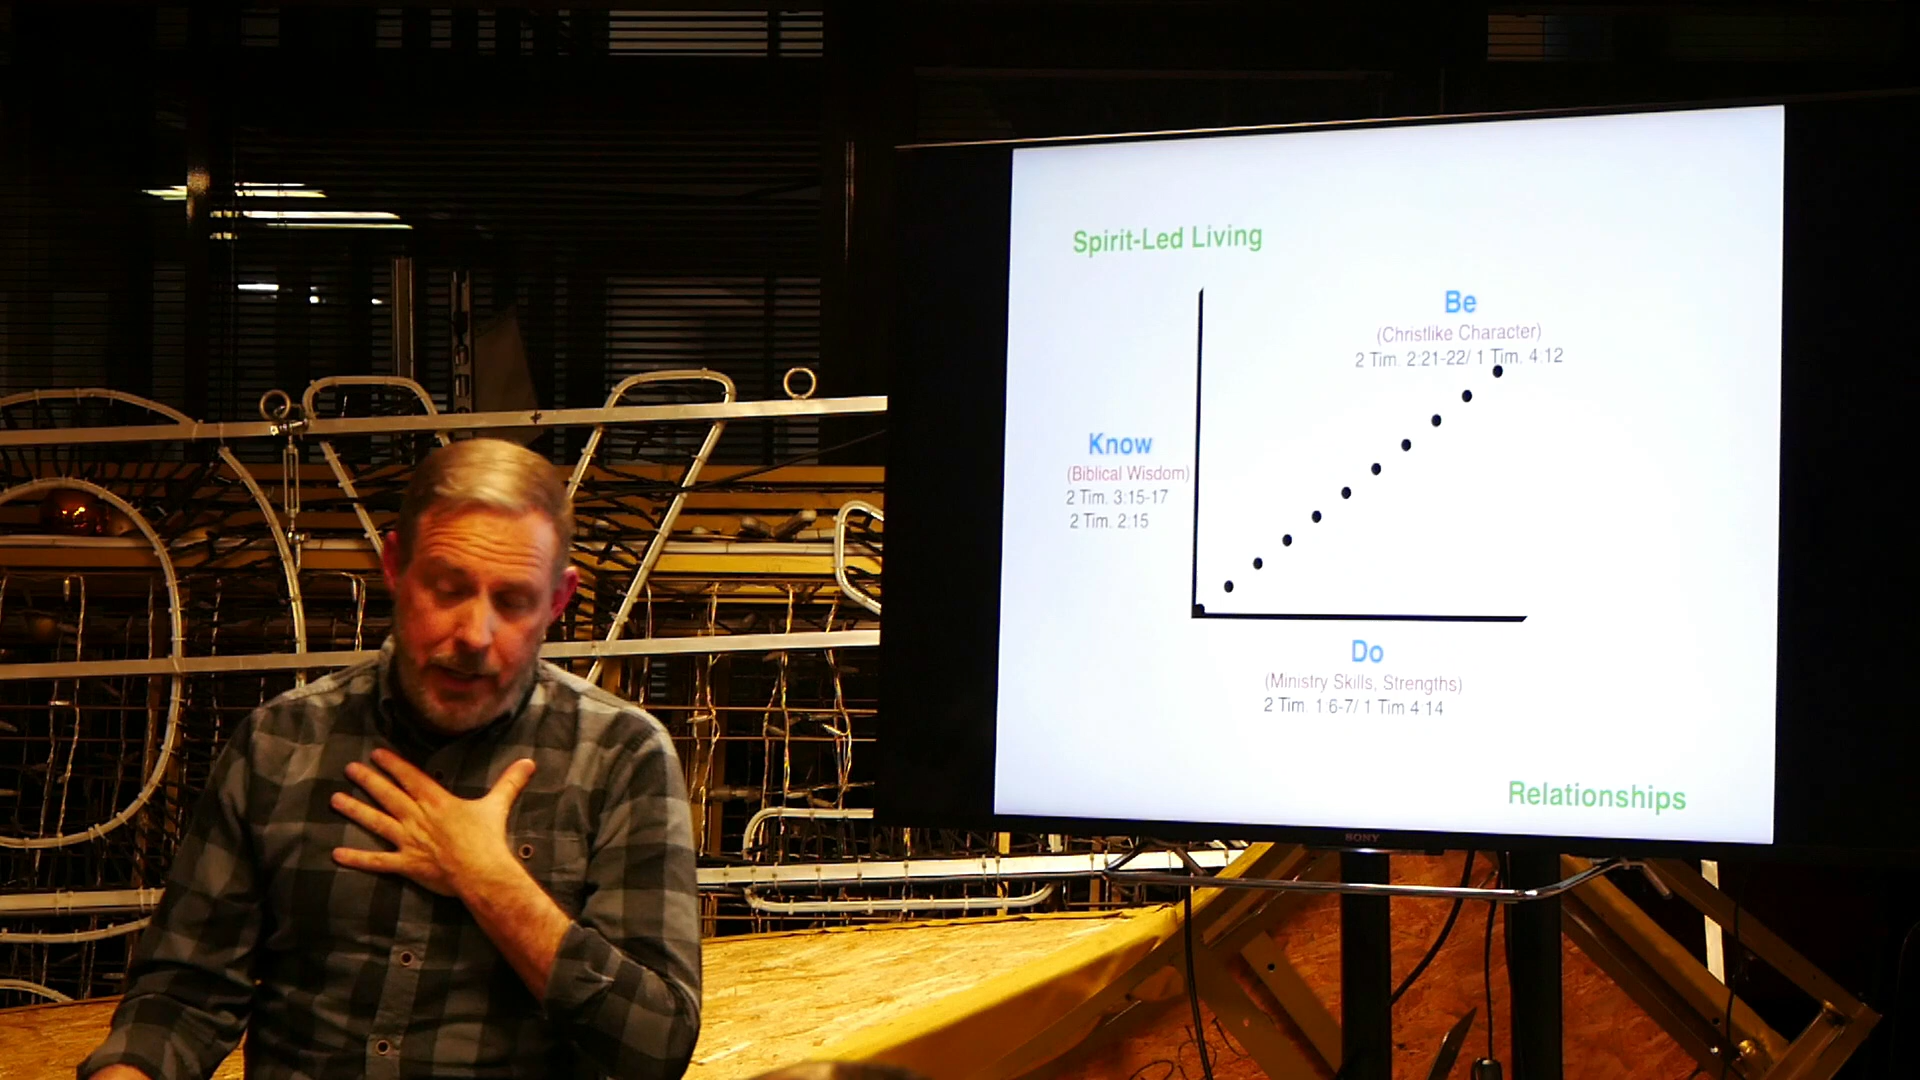 Spirit-Led Living
Be
(Christlike Character)
2 Tim. 2:21-22/ 1 Tim. 4:12
Know
(Biblical Wisdom)
2 Tim. 3:15-17
2 Tim. 2:15
Do
(Ministry Skills, Strengths)
2 Tim. 1:6-7/ 1 Tim 4:14
Relationships
SONY